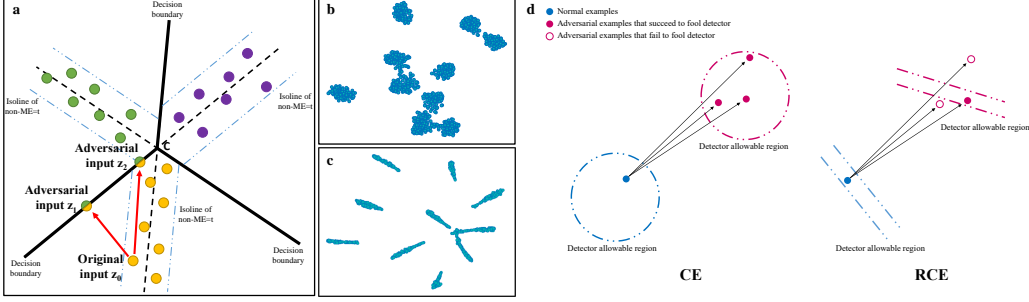 a
Decision
boundary
Isoline of
non-ME=t
Isoline of
non-ME=t
C
Adversarial
input z2
Adversarial
input z1
Isoline of
non-ME=t
Original
input z0
Decision
boundary
Decision
boundary
b
c
d
Normal examples
Adversarial examples that succeed to fool detector
Adversarial examples that fail to fool detector
Detector allowable region
Detector allowable region
CE
Detector allowable region
Detector allowable region
RCE